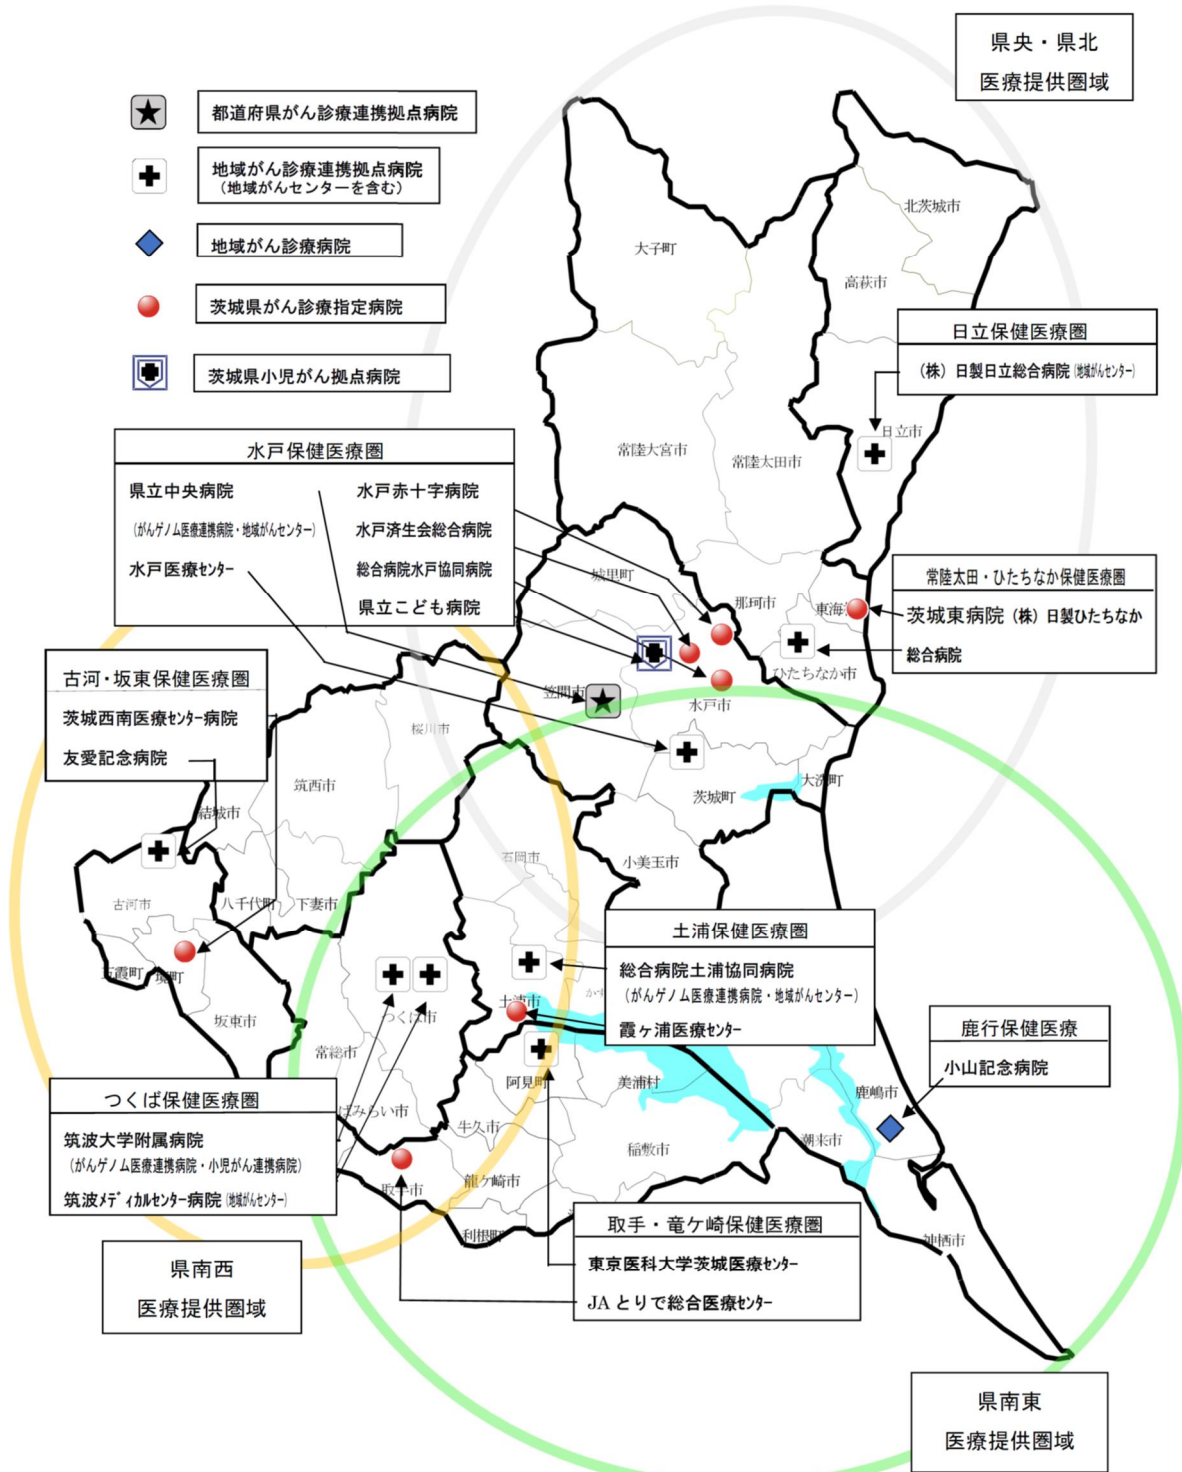 県央・県北
医療提供圏域
都道府県がん診療連携拠点病院
地域がん診療連携拠点病院
（地域がんセンターを含む）
地域がん診療病院
茨城県がん診療指定病院
茨城県小児がん拠点病院
北茨城市
大子町
高萩市
日立保健医療圏
（株）日製日立総合病院（地域がんセンター）
日立市
常陸大宮市
常陸太田市
水戸保健医療圏
県立中央病院
（がんゲノム医療連携病院・地域がんセンター）
水戸医療センター
水戸赤十字病院
水戸済生会総合病院
総合病院水戸協同病院
県立こども病院
城里町
那珂市
東海
常陸太田・ひたちなか保健医療圏
茨城東病院（株）日製ひたちなか
総合病院
ひたちなか市
笠間市
水戸市
茨城町
大洗町
古河・坂東保健医療圏
茨城西南医療センター病院
友愛記念病院
桜川市
筑西市
結城市
石岡市
小美玉市
古河市
八千代町
下妻市
五霞町
境町
坂東市
土浦保健医療圏
総合病院土浦協同病院
（がんゲノム医療連携病院・地域がんセンター）
霞ヶ浦医療センター
土浦市
か
つくば市
常総市
阿見町
美浦村
鹿行保健医療
小山記念病院
鹿嶋市
潮来市
つくば保健医療圏
筑波大学附属病院
（がんゲノム医療連携病院・小児がん連携病院）
筑波メディカルセンター病院（地域がんセンター）
ばみらい市
牛久市
稲敷市
取手市
龍ケ崎市
利根町
神栖市
取手・竜ケ崎保健医療圏
東京医科大学茨城医療センター
JAとりで総合医療センター
県南西
医療提供圏域
県南東
医療提供圏域